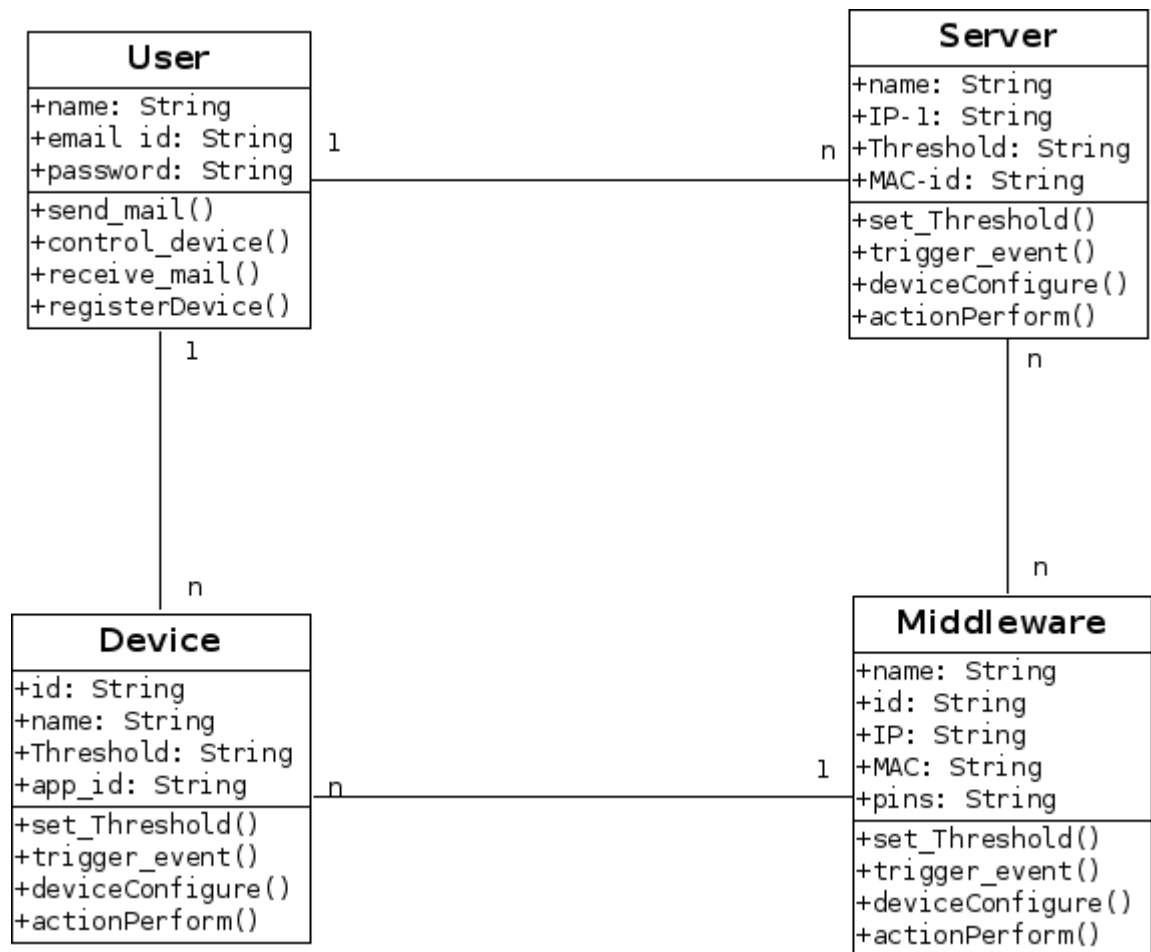 User
+name: String
+email id: String
+password: String
+send_mail()
+control_device()
+receive_mail()
+registerDevice()
1
n
Server
+name: String
+IP-1: String
+Threshold: String
+MAC-id: String
+set_Threshold()
+trigger_event()
+deviceConfigure()
+actionPerform()
1
n
n
n
Device
+id: String
+name: String
+Threshold: String
+app_id: String
+set_Threshold()
+trigger_event()
+deviceConfigure()
+actionPerform()
n
1
Middleware
+name: String
+id: String
+IP: String
+MAC: String
+pins: String
+set_Threshold()
+trigger_event()
+deviceConfigure()
+actionPerform()